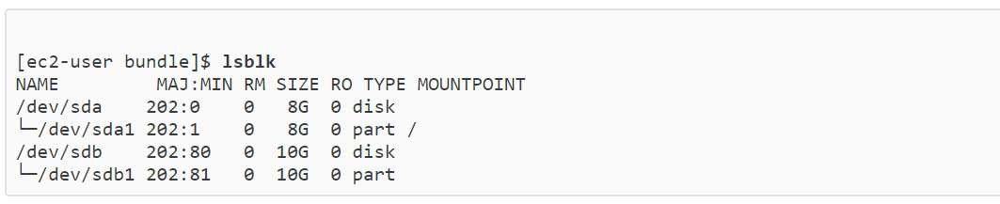 [ec2-user bundle]$ lsblk
NAME         MAJ:MIN RM SIZE RO TYPE MOUNTPOINT
/dev/sda    202:0    0   8G  0 disk
└─/dev/sda1 202:1    0   8G  0 part /
/dev/sdb    202:80   0  10G  0 disk
└─/dev/sdb1 202:81   0  10G  0 part